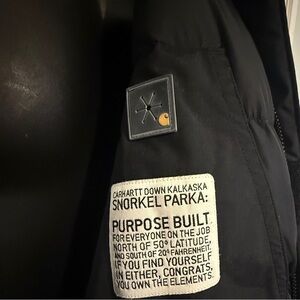 CARHARTT DOWN KALKASKA
SNORKEL PARKA:
PURPOSE BUILT
FOR EVERYONE ON THE JOB
NORTH OF 50° LATITUDE,
AND SOUTH OF 20° FAHRENHEIT.
IF YOU FIND YOURSELF
IN EITHER, CONGRATS,
YOU OWN THE ELEMENTS.